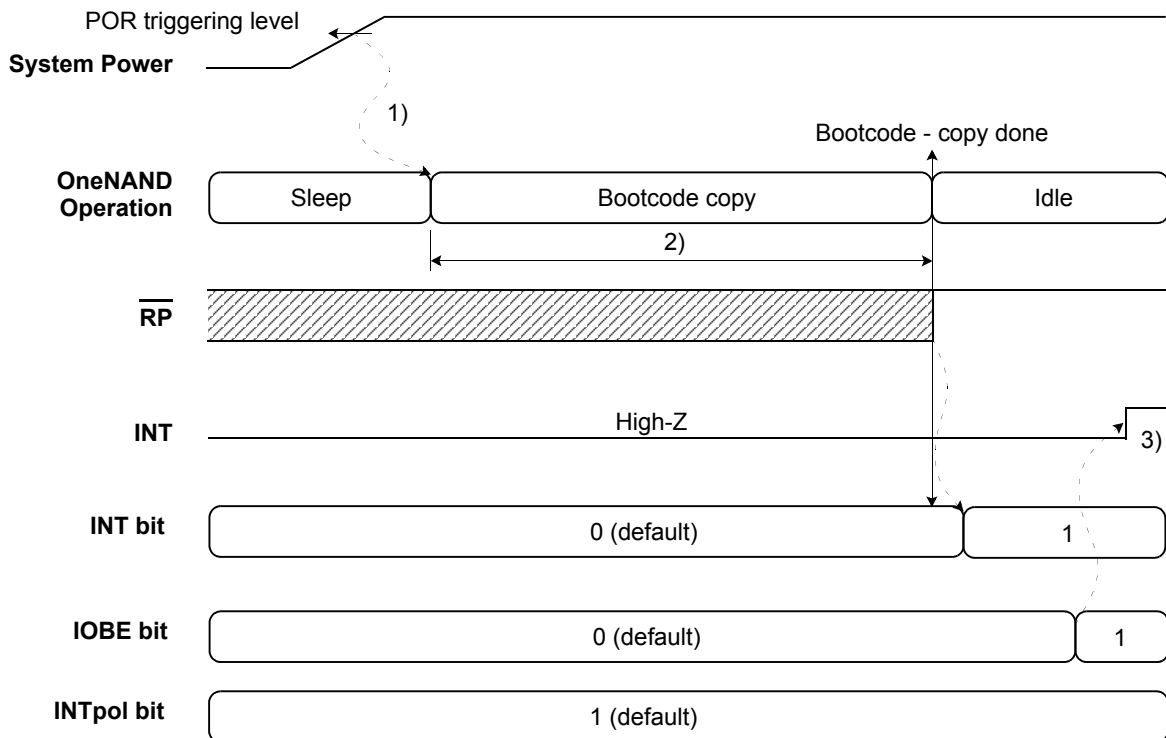 POR triggering level
System Power
1)
Bootcode - copy done
OneNAND
Operation
Sleep
Bootcode copy
Idle
2)
RP
High-Z
INT
3)
INT bit
0 (default)
1
IOBE bit
0 (default)
1
INTpol bit
1 (default)